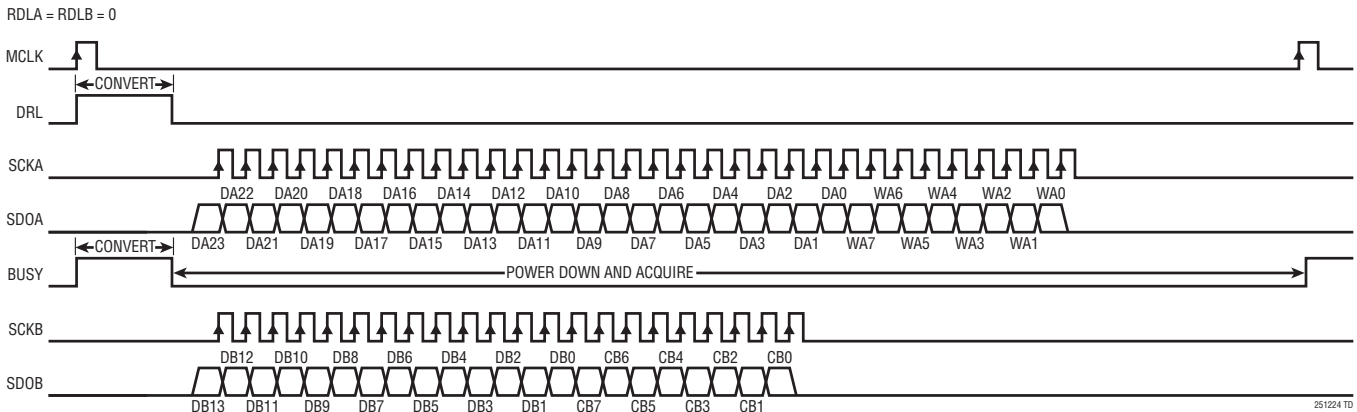 RDLA = RDLB = 0
MCLK
CONVERT
DRL
SCKA
DA22 DA20 DA18 DA16 DA14 DA12 DA10 DA8 DA6 DA4 DA2 DA0 WA6 WA4 WA2 WA0
SDOA
DA23 DA21 DA19 DA17 DA15 DA13 DA11 DA9 DA7 DA5 DA3 DA1 WA7 WA5 WA3 WA1
CONVERT
BUSY POWER DOWN AND ACQUIRE
SCKB
DB12 DB10 DB8 DB6 DB4 DB2 DB0 CB6 CB4 CB2 CB0
SDOB
DB13 DB11 DB9 DB7 DB5 DB3 DB1 CB7 CB5 CB3 CB1
251224 TD